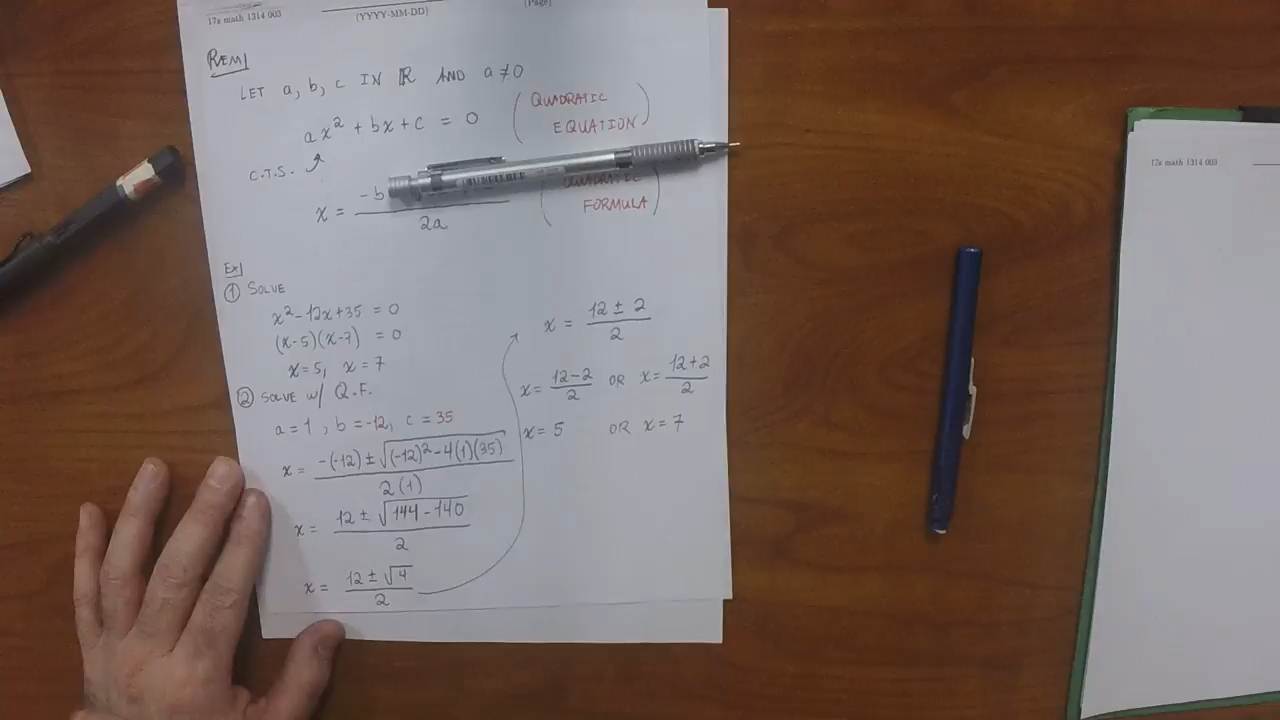 17a math 1314 003
(YYYY-MM-DD)
(Page)
REM
LET a, b, c IN ℝ AND a ≠ 0
ax² + bx + c = 0 (QUADRATIC EQUATION)
C.T.S.
x = -b / 2a (QUADRATIC FORMULA)
Ex
① SOLVE
x² - 12x + 35 = 0
(x-5)(x-7) = 0
x = 5, x = 7
② SOLVE w/ Q.F.
a = 1, b = -12, c = 35
x = (-(-12) ± √((-12)² - 4(1)(35))) / 2(1)
x = (12 ± √(144 - 140)) / 2
x = (12 ± √4) / 2
x = (12 ± 2) / 2
x = (12-2)/2 OR x = (12+2)/2
x = 5 OR x = 7
17a math 1314 003